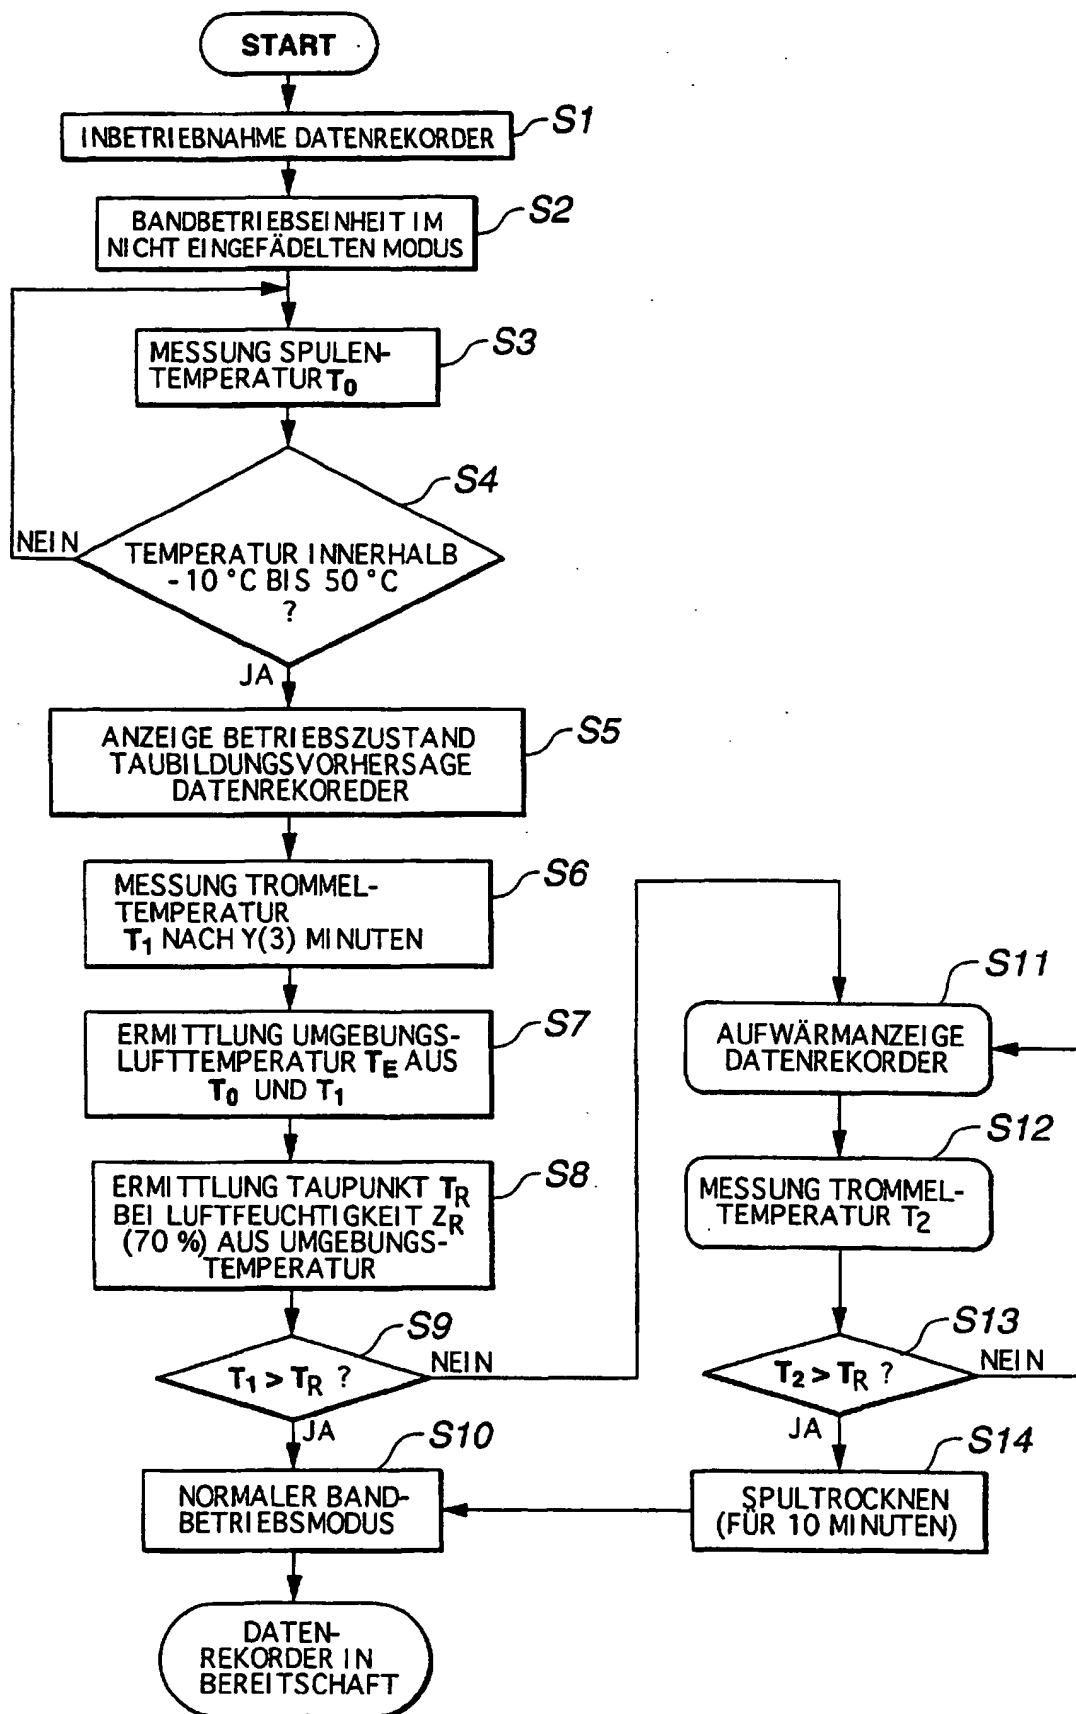 START
INBETRIEBNAHME DATENREKORDER
S1
BANDBETRIEBSEINHEIT IM
NICHT EINGEFÄDELTEN MODUS
S2
MESSUNG SPULEN-
TEMPERATUR T0
S3
S4
NEIN
TEMPERATUR INNERHALB
-10 °C BIS 50 °C
?
JA
ANZEIGE BETRIEBSZUSTAND
TAUBILDUNGSVORHERSAGE
DATENREKOREDER
S5
MESSUNG TROMMEL-
TEMPERATUR
T1 NACH Y(3) MINUTEN
S6
ERMITTLUNG UMGEBUNGS-
LUFTTEMPERATUR TE AUS
T0 UND T1
S7
ERMITTLUNG TAUPUNKT TR
BEI LUFTFEUCHTIGKEIT ZR
(70 %) AUS UMGEBUNGS-
TEMPERATUR
S8
S9
T1 > TR ?
NEIN
JA
S10
NORMALER BAND-
BETRIEBSMODUS
DATEN-
REKORDER IN
BEREITSCHAFT
S11
AUFWÄRMANZEIGE
DATENREKORDER
S12
MESSUNG TROMMEL-
TEMPERATUR T2
S13
T2 > TR ?
NEIN
JA
S14
SPULTROCKNEN
(FÜR 10 MINUTEN)